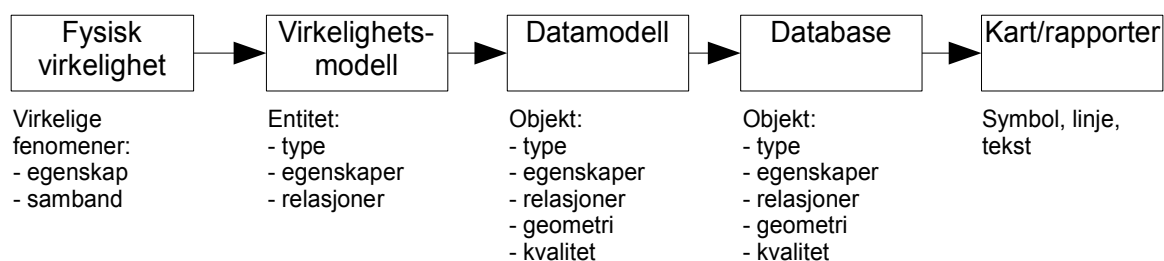 Fysisk
virkelighet
Virkelige
fenomener:
- egenskap
- samband
Virkelighets-
modell
Entitet:
- type
- egenskaper
- relasjoner
Datamodell
Objekt:
- type
- egenskaper
- relasjoner
- geometri
- kvalitet
Database
Objekt:
- type
- egenskaper
- relasjoner
- geometri
- kvalitet
Kart/rapporter
Symbol, linje,
tekst